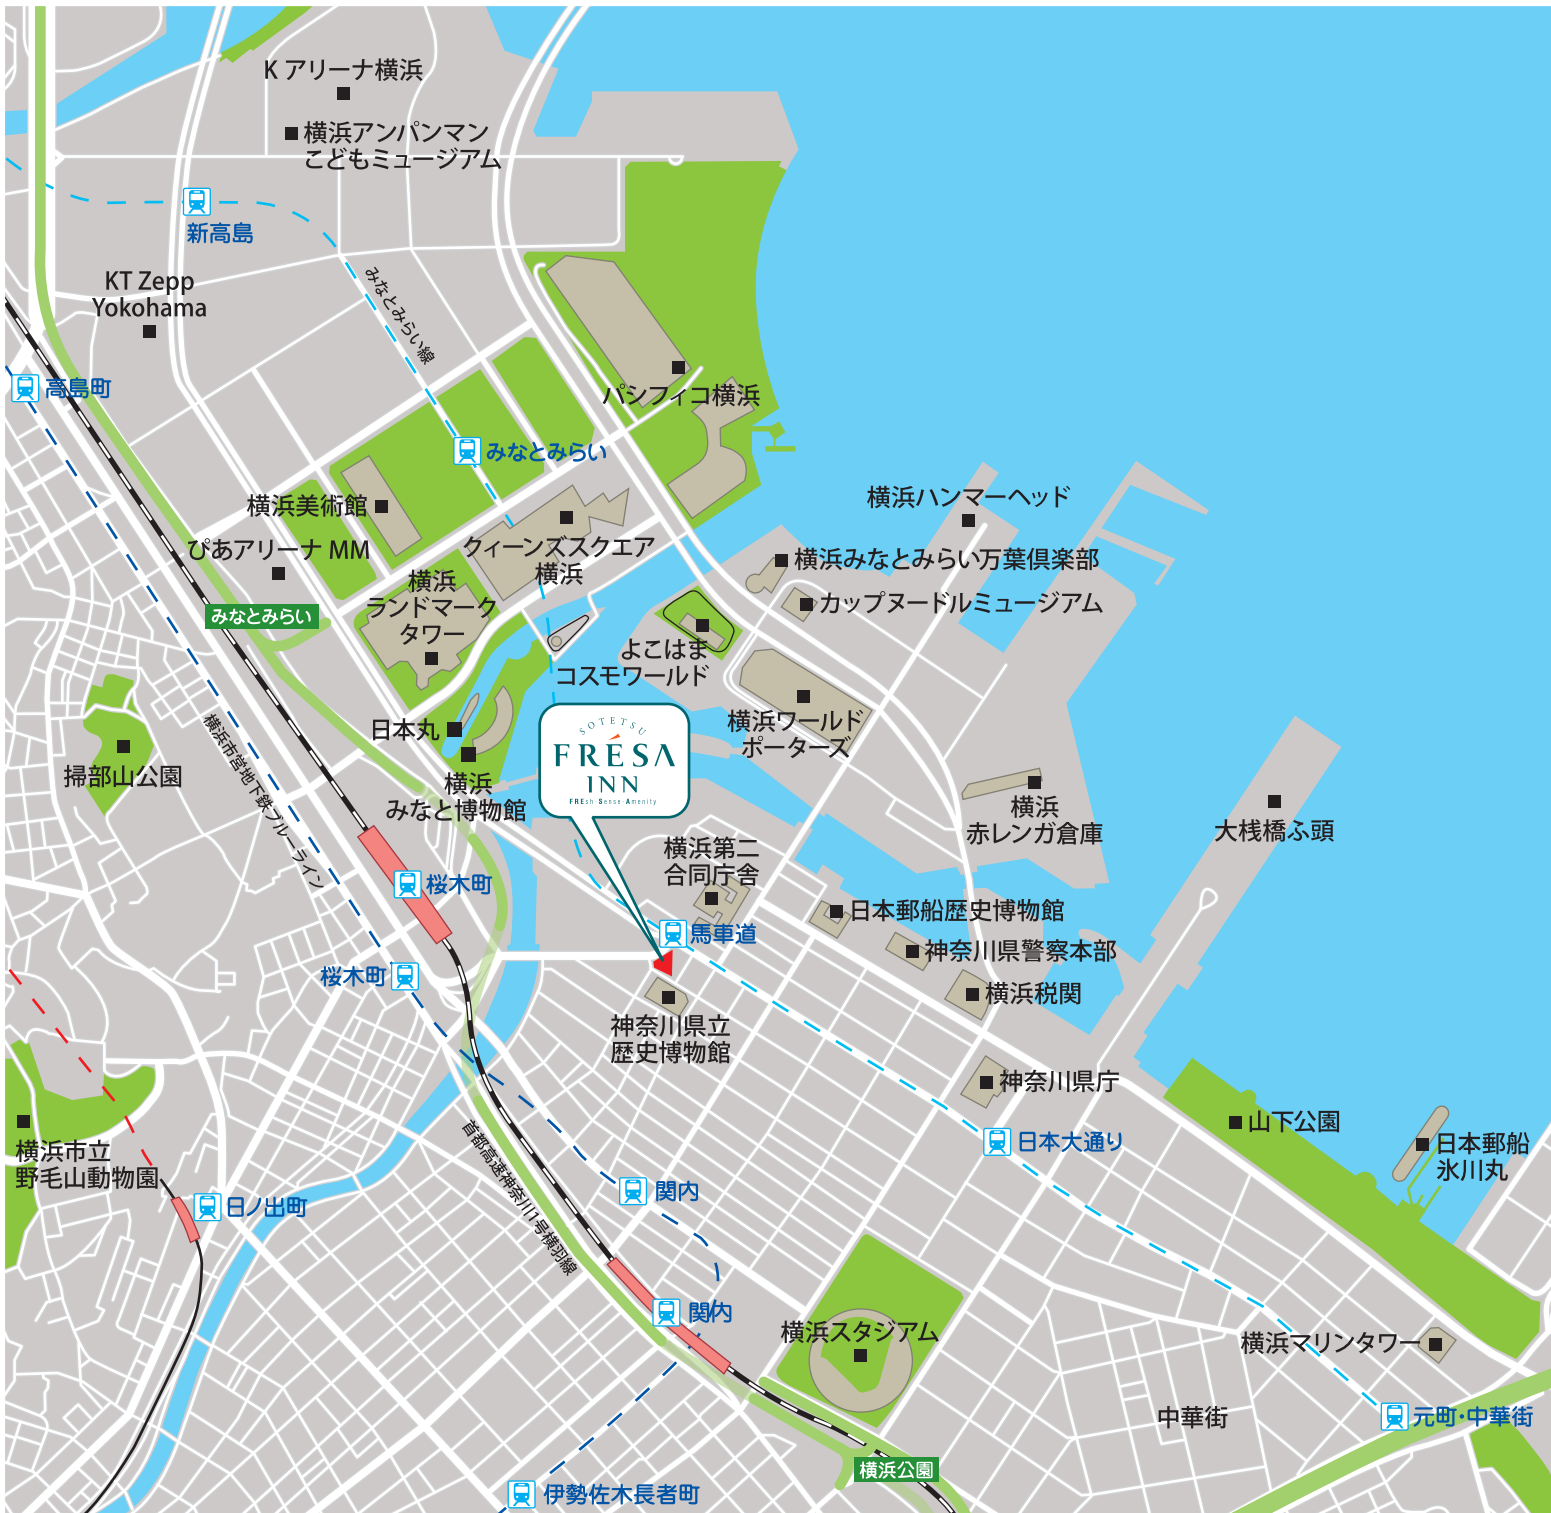 K アリーナ横浜
横浜アンパンマン
こどもミュージアム
新高島
KT Zepp
Yokohama
みなとみらい線
高島町
パシフィコ横浜
みなとみらい
横浜美術館
横浜ハンマーヘッド
ぴあアリーナ MM
クィーンズスクエア
横浜
横浜みなとみらい万葉倶楽部
横浜
ランドマーク
タワー
カップヌードルミュージアム
みなとみらい
よこはま
コスモワールド
日本丸
横浜ワールド
ポーターズ
SOTETSU
FRESA
INN
FREsh Sense Amenity
横浜市営地下鉄ブルーライン
掃部山公園
横浜
みなと博物館
横浜
赤レンガ倉庫
大桟橋ふ頭
横浜第二
合同庁舎
桜木町
日本郵船歴史博物館
馬車道
神奈川県警察本部
桜木町
横浜税関
神奈川県立
歴史博物館
神奈川県庁
山下公園
横浜市立
野毛山動物園
首都高速神奈川1号横羽線
日本大通り
日本郵船
氷川丸
日ノ出町
関内
関内
横浜スタジアム
横浜マリンタワー
中華街
元町・中華街
横浜公園
伊勢佐木長者町